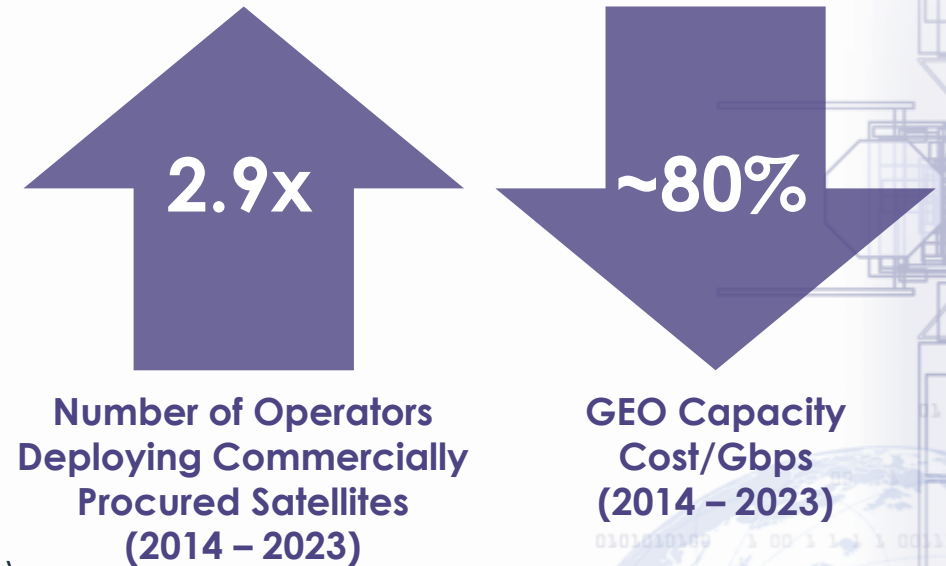 2.9x
~80%
Number of Operators
Deploying Commercially
Procured Satellites
(2014 – 2023)
GEO Capacity
Cost/Gbps
(2014 – 2023)